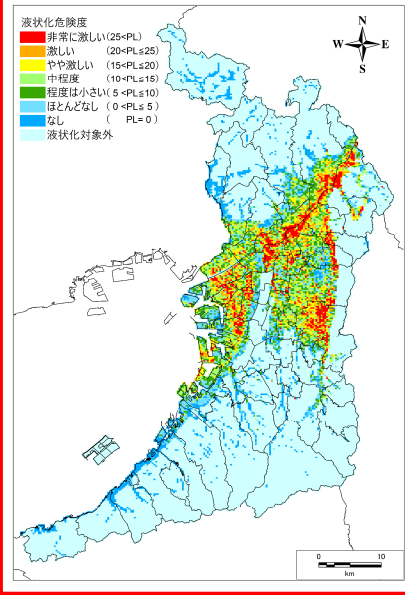 液状化危険度
非常に激しい(25<PL)
激しい (20<PL≦25)
やや激しい (15<PL≦20)
中程度 (10<PL≦15)
程度は小さい( 5 <PL≦10)
ほとんどなし ( 0 <PL≦ 5 )
なし ( PL= 0 )
液状化対象外
N
W E
S
0 10
km